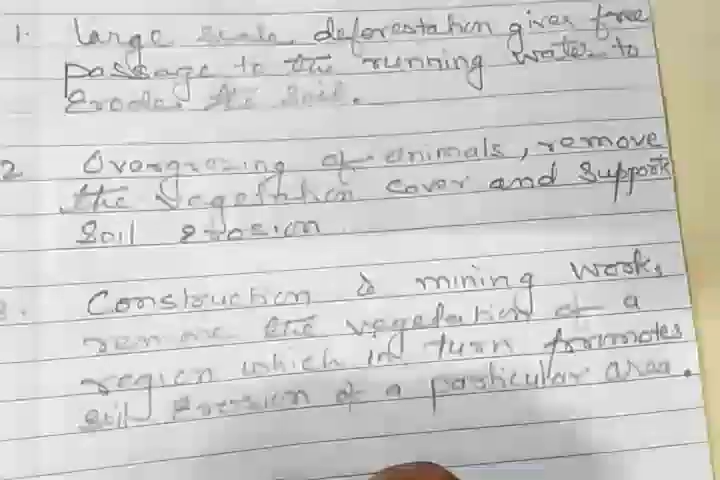 1. Large scale deforestation gives free
passage to the running water to
Erode the Soil.
2 Overgrazing of animals, remove
the vegetation cover and support
Soil erosion
3. Construction & mining works
remove the vegetation of a
region which in turn promotes
soil Erosion of a particular area.